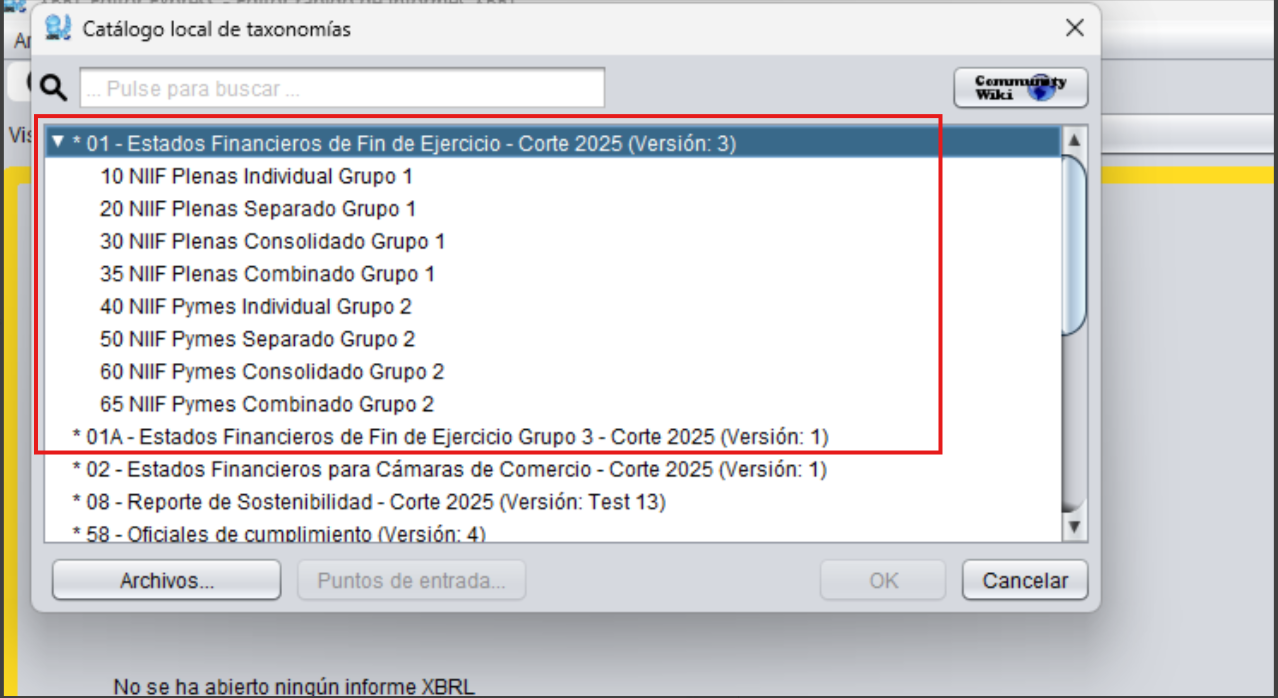 Catálogo local de taxonomías
Ar
... Pulse para buscar ...
Community
Wiki
Vis
* 01 - Estados Financieros de Fin de Ejercicio - Corte 2025 (Versión: 3)
10 NIIF Plenas Individual Grupo 1
20 NIIF Plenas Separado Grupo 1
30 NIIF Plenas Consolidado Grupo 1
35 NIIF Plenas Combinado Grupo 1
40 NIIF Pymes Individual Grupo 2
50 NIIF Pymes Separado Grupo 2
60 NIIF Pymes Consolidado Grupo 2
65 NIIF Pymes Combinado Grupo 2
* 01A - Estados Financieros de Fin de Ejercicio Grupo 3 - Corte 2025 (Versión: 1)
* 02 - Estados Financieros para Cámaras de Comercio - Corte 2025 (Versión: 1)
* 08 - Reporte de Sostenibilidad - Corte 2025 (Versión: Test 13)
* 58 - Oficiales de cumplimiento (Versión: 4)
Archivos...
Puntos de entrada...
OK
Cancelar
No se ha abierto ningún informe XBRL